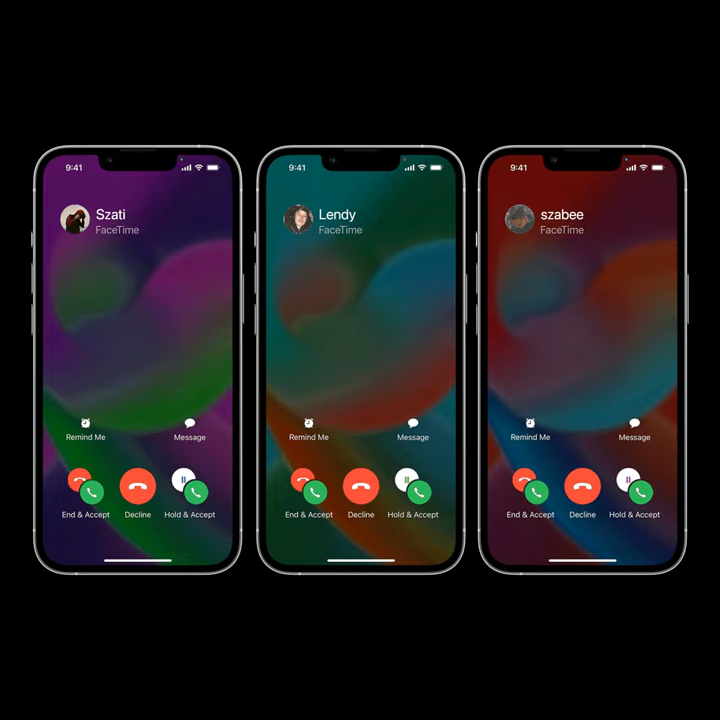 9:41
Szati
FaceTime
Remind Me
Message
End & Accept
Decline
Hold & Accept
9:41
Lendy
FaceTime
Remind Me
Message
End & Accept
Decline
Hold & Accept
9:41
szabee
FaceTime
Remind Me
Message
End & Accept
Decline
Hold & Accept